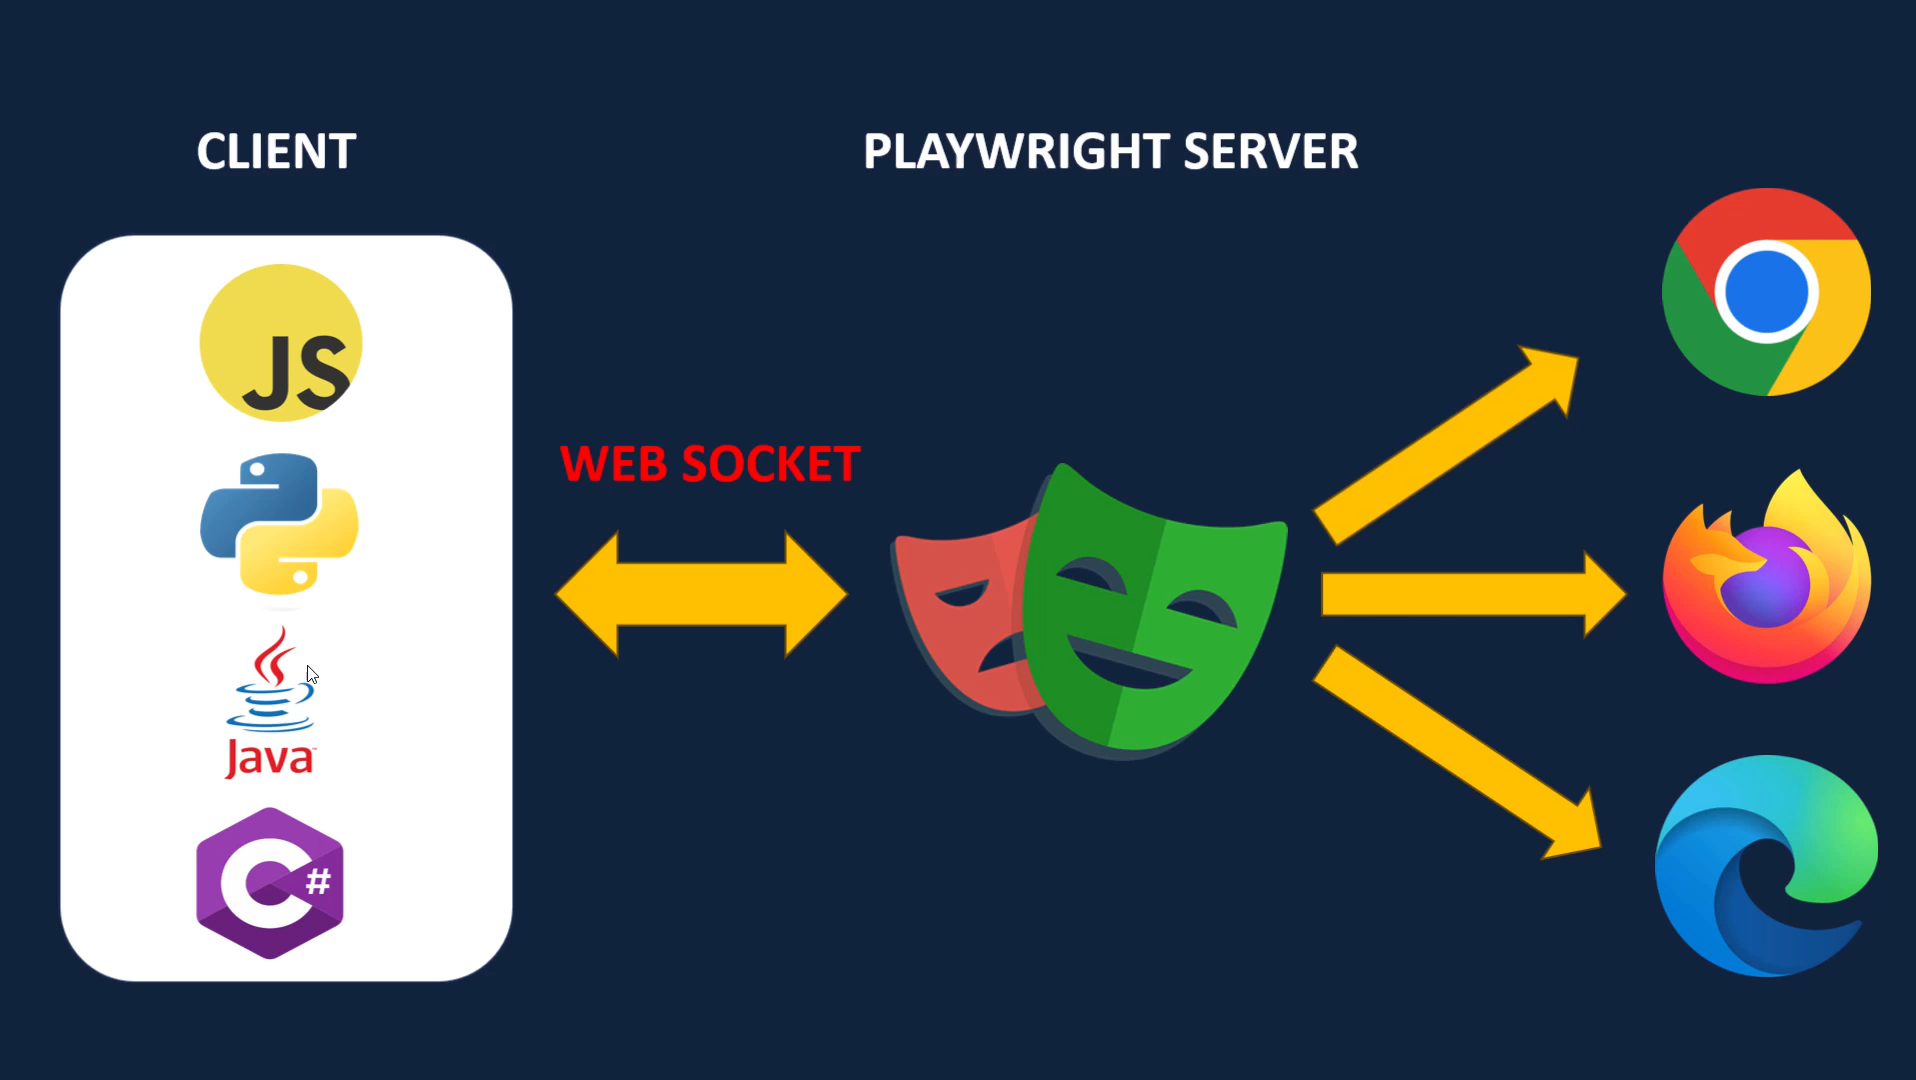 CLIENT
PLAYWRIGHT SERVER
JS
WEB SOCKET
Java
C#